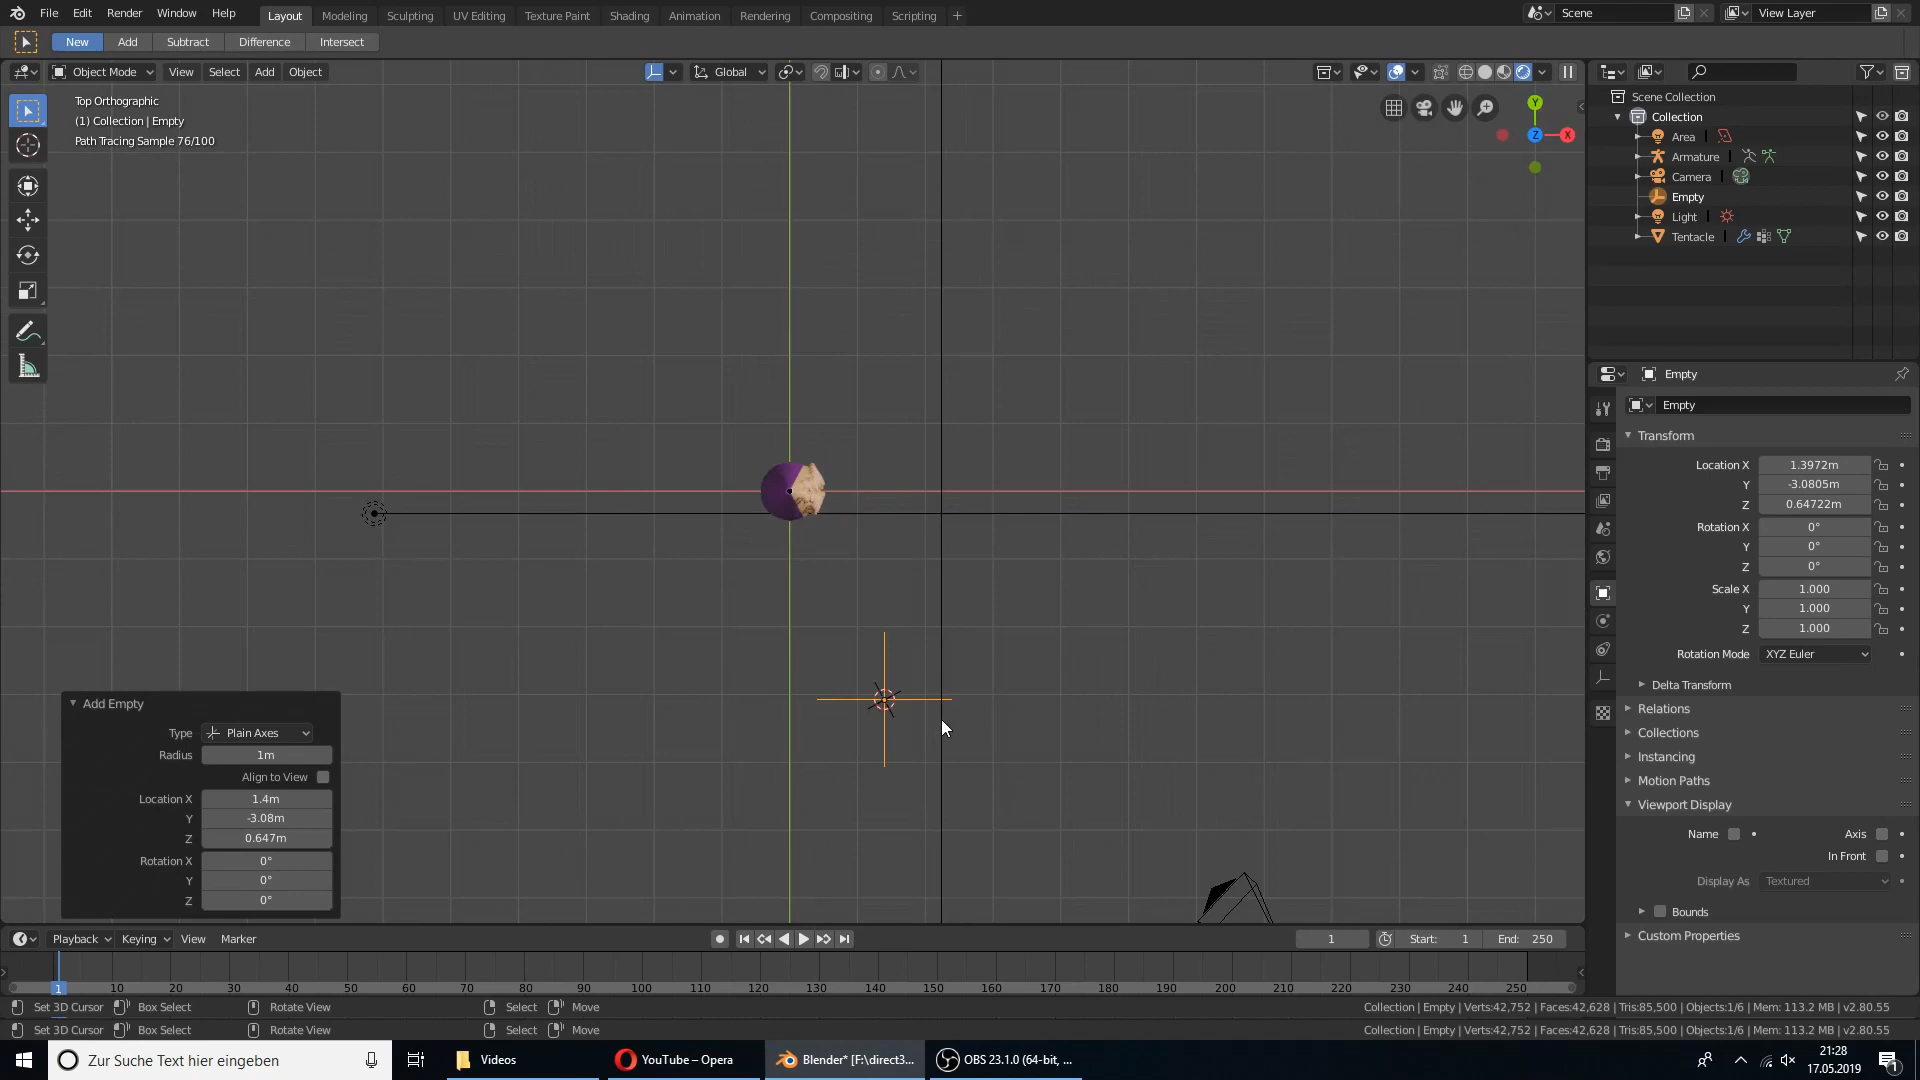 File Edit Render Window Help Layout Modeling Sculpting UV Editing Texture Paint Shading Animation Rendering Compositing Scripting + Scene View Layer
New Add Subtract Difference Intersect
Object Mode View Select Add Object Global
Top Orthographic
(1) Collection | Empty
Path Tracing Sample 76/100
Y
Z
X
Scene Collection
Collection
Area
Armature
Camera
Empty
Light
Tentacle
Empty
Empty
Transform
Location X 1.3972m
Y -3.0805m
Z 0.64722m
Rotation X 0°
Y 0°
Z 0°
Scale X 1.000
Y 1.000
Z 1.000
Rotation Mode XYZ Euler
Delta Transform
Relations
Collections
Instancing
Motion Paths
Viewport Display
Name Axis
In Front
Display As Textured
Bounds
Custom Properties
Add Empty
Type Plain Axes
Radius 1m
Align to View
Location X 1.4m
Y -3.08m
Z 0.647m
Rotation X 0°
Y 0°
Z 0°
Playback Keying View Marker 1 Start: 1 End: 250
1 10 20 30 40 50 60 70 80 90 100 110 120 130 140 150 160 170 180 190 200 210 220 230 240 250
Set 3D Cursor Box Select Rotate View Select Move Collection | Empty | Verts:42,752 | Faces:42,628 | Tris:85,500 | Objects:1/6 | Mem: 113.2 MB | v2.80.55
Set 3D Cursor Box Select Rotate View Select Move Collection | Empty | Verts:42,752 | Faces:42,628 | Tris:85,500 | Objects:1/6 | Mem: 113.2 MB | v2.80.55
Zur Suche Text hier eingeben Videos YouTube – Opera Blender* [F:\direct3... OBS 23.1.0 (64-bit, ... 21:28
17.05.2019 1